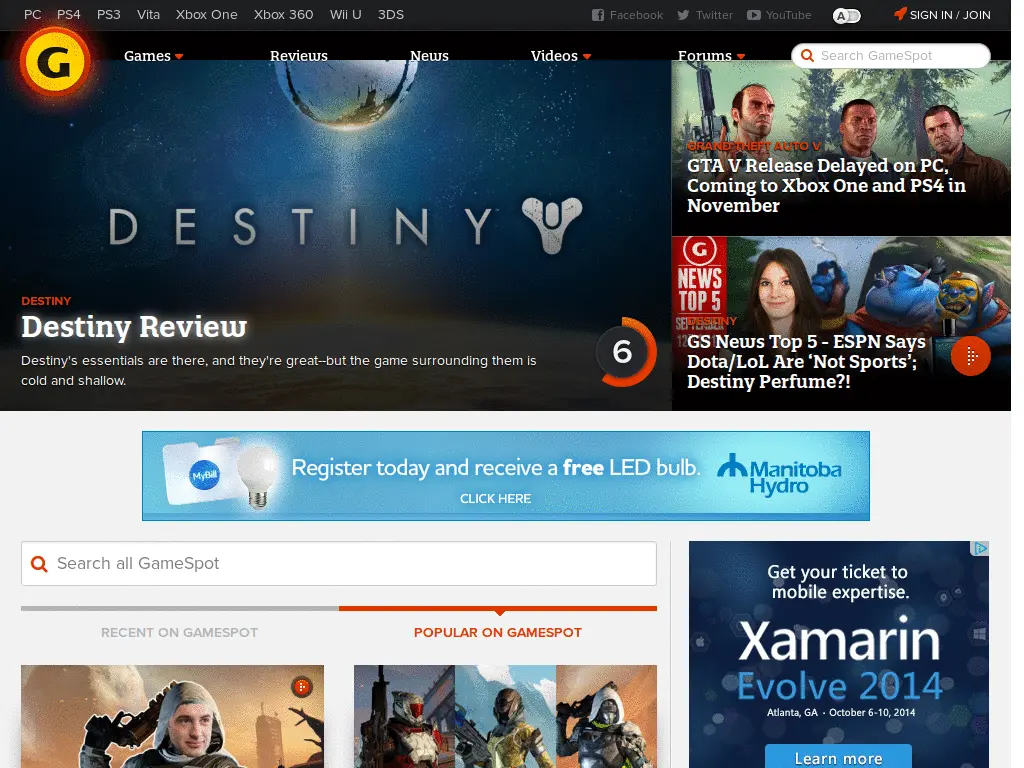 PC PS4 PS3 Vita Xbox One Xbox 360 Wii U 3DS
Facebook Twitter YouTube A SIGN IN / JOIN
G
Games Reviews News Videos Forums
Search GameSpot
DESTINY
DESTINY
Destiny Review
Destiny's essentials are there, and they're great--but the game surrounding them is
cold and shallow.
6
GRAND THEFT AUTO V
GTA V Release Delayed on PC,
Coming to Xbox One and PS4 in
November
G
NEWS
TOP 5
DESTINY
GS News Top 5 - ESPN Says
Dota/LoL Are ‘Not Sports’;
Destiny Perfume?!
MyBill
Register today and receive a free LED bulb.
CLICK HERE
Manitoba
Hydro
Search all GameSpot
RECENT ON GAMESPOT
POPULAR ON GAMESPOT
Get your ticket to
mobile expertise.
Xamarin
Evolve 2014
Atlanta, GA · October 6-10, 2014
Learn more